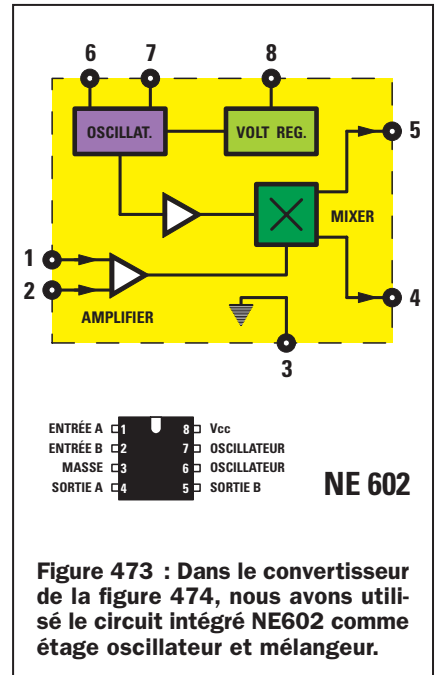 6 7 8
OSCILLAT. VOLT REG.
5
MIXER
1
2
AMPLIFIER
4
3
ENTRÉE A 1 8 Vcc
ENTRÉE B 2 7 OSCILLATEUR
MASSE 3 6 OSCILLATEUR
SORTIE A 4 5 SORTIE B
NE 602
Figure 473 : Dans le convertisseur
de la figure 474, nous avons utili-
sé le circuit intégré NE602 comme
étage oscillateur et mélangeur.